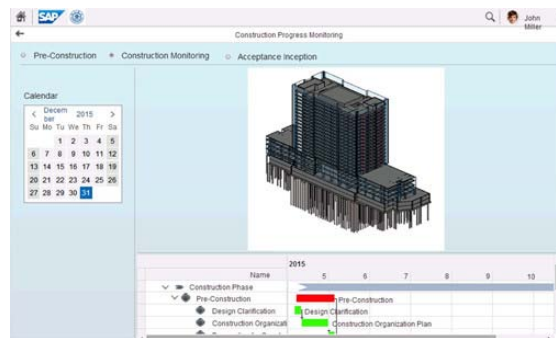 SAP
John
Miller
Construction Progress Monitoring
Pre-Construction
Construction Monitoring
Acceptance Inception
Calendar
Decem
ber
2015
Su Mo Tu We Th Fr Sa
1 2 3 4 5
6 7 8 9 10 11 12
13 14 15 16 17 18 19
20 21 22 23 24 25 26
27 28 29 30 31
2015
Name 5 6 7 8 9 10
Construction Phase
Pre-Construction Pre-Construction
Design Clarification Design Clarification
Construction Organizati Construction Organization Plan